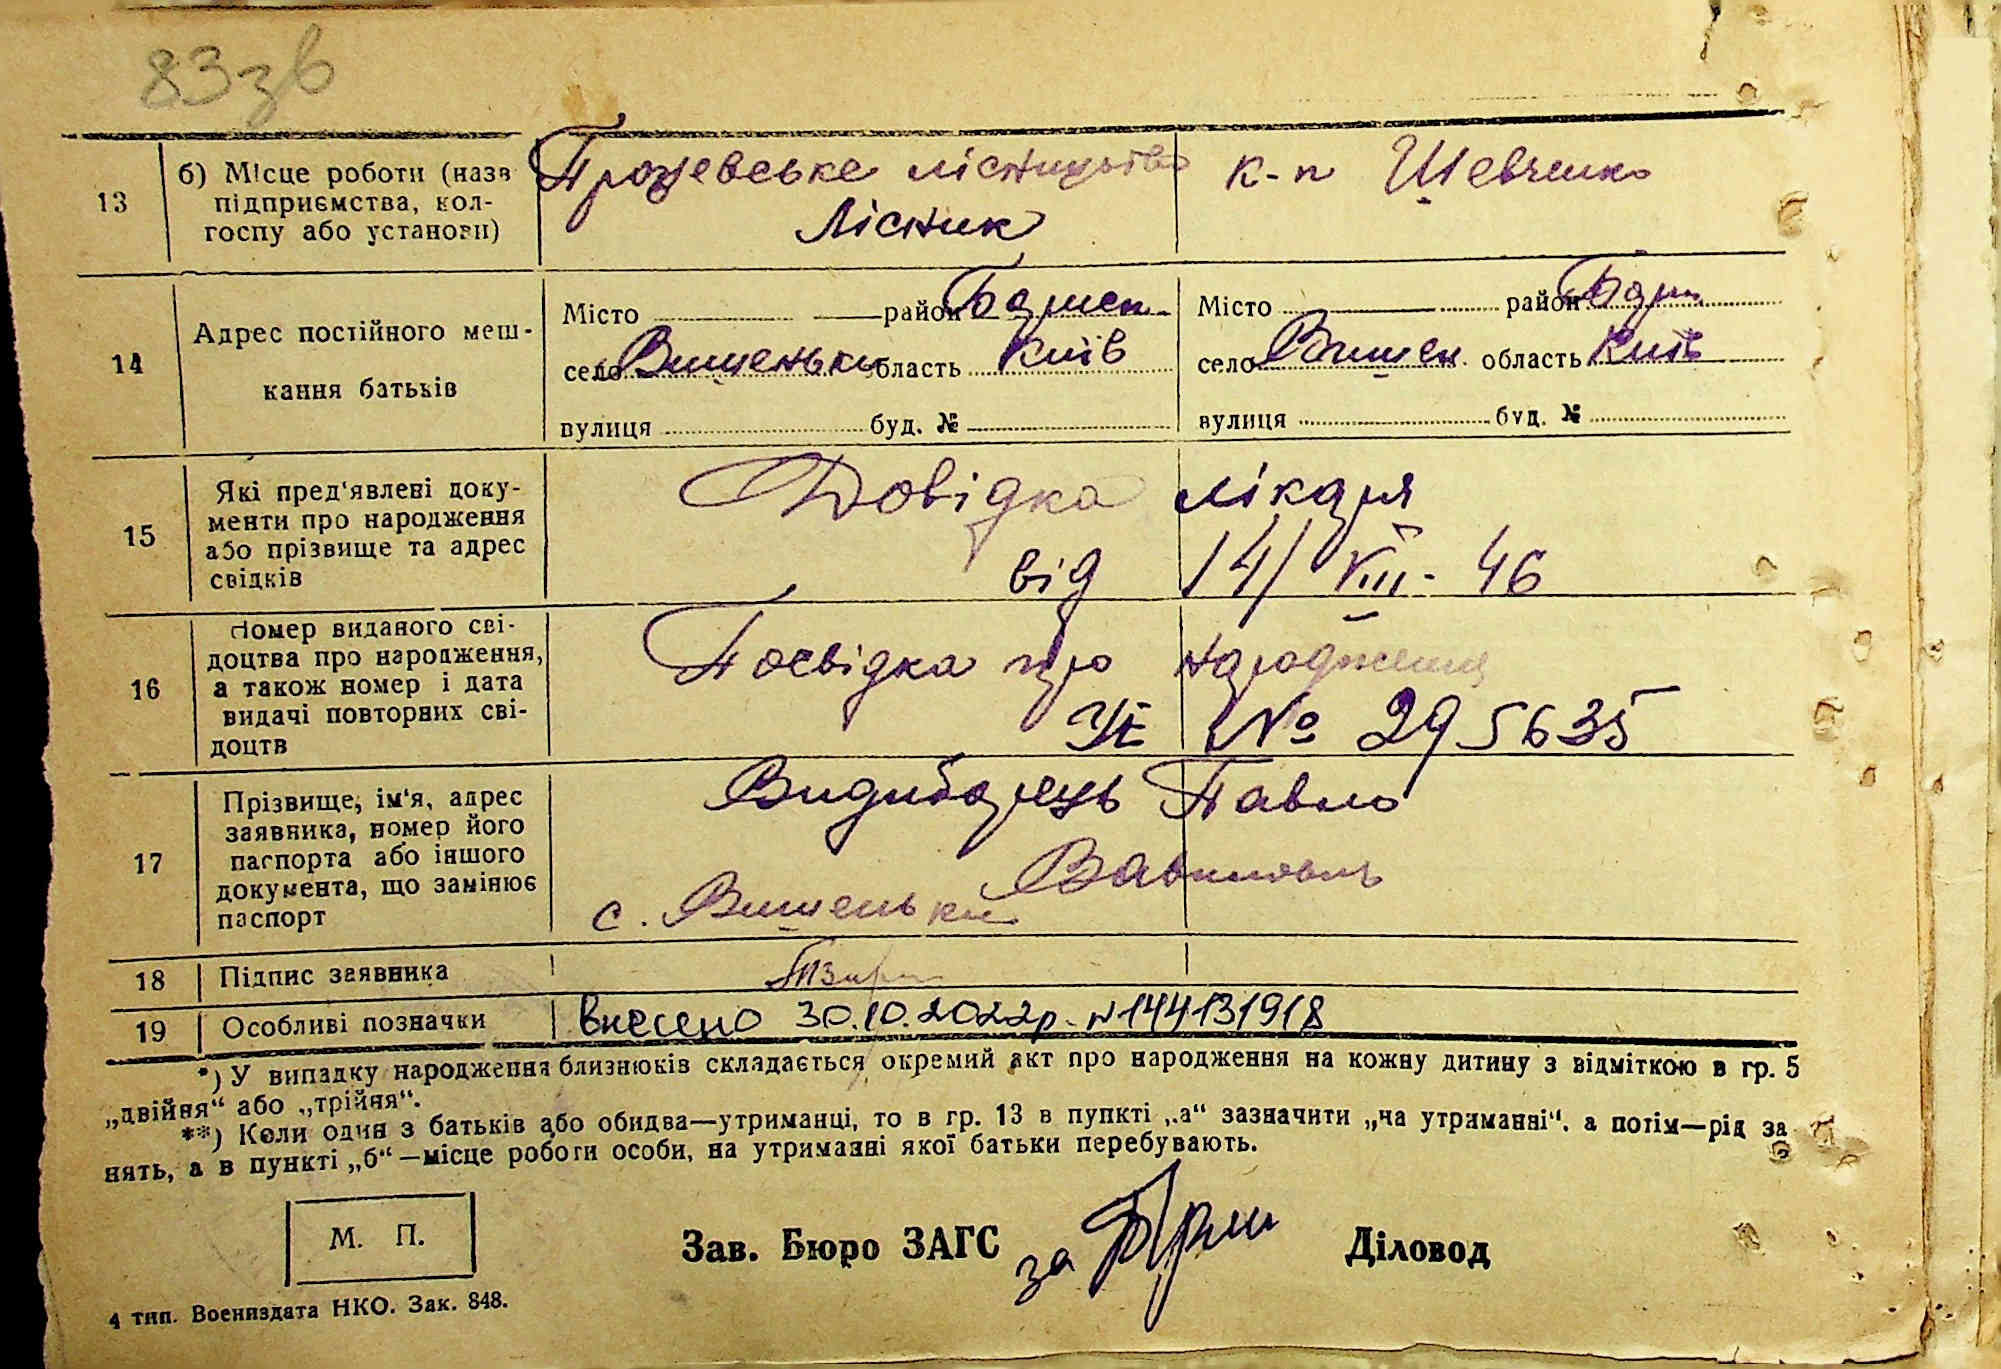 83 зв
13
б) Місце роботи (назв
підприємства, кол-
госпу або установи)
лісництво
Лісник
к-п Шевченко
14
Адрес постійного меш-
кання батьків
Місто район
село Вишеньки область Київ
вулиця буд. №
Місто район
село Вишен область Київ
вулиця буд. №
15
Які пред'явлені доку-
менти про народження
або прізвище та адрес
свідків
Довідка лікаря
від 14/VIII-46
16
Номер виданого сві-
доцтва про народження,
а також номер і дата
видачі повторних сві-
доцтв
Посвідка про народження
№ 295635
17
Прізвище, ім'я, адрес
заявника, номер його
паспорта або іншого
документа, що замінює
паспорт
Видиборець Павло
Вавилович
с. Вишеньки
18
Підпис заявника
19
Особливі позначки
внесено 30.10.2022р. №144131918
*) У випадку народження близнюків складається окремий акт про народження на кожну дитину з відміткою в гр. 5
„двійня“ або „трійня“.
**) Коли один з батьків або обидва—утриманці, то в гр. 13 в пункті „а“ зазначити „на утриманні“. а потім—рід за-
нять, а в пункті „б“—місце роботи особи, на утриманні якої батьки перебувають.
М. П.
Зав. Бюро ЗАГС за
Діловод
4 тип. Воениздата НКО. Зак. 848.